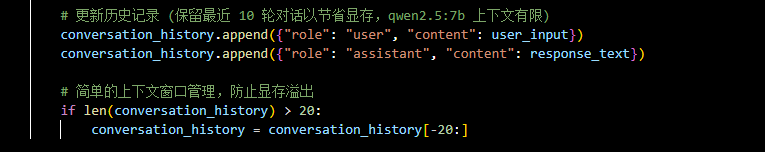 # 更新历史记录 (保留最近 10 轮对话以节省显存，qwen2.5:7b 上下文有限)
conversation_history.append({"role": "user", "content": user_input})
conversation_history.append({"role": "assistant", "content": response_text})
# 简单的上下文窗口管理，防止显存溢出
if len(conversation_history) > 20:
conversation_history = conversation_history[-20:]